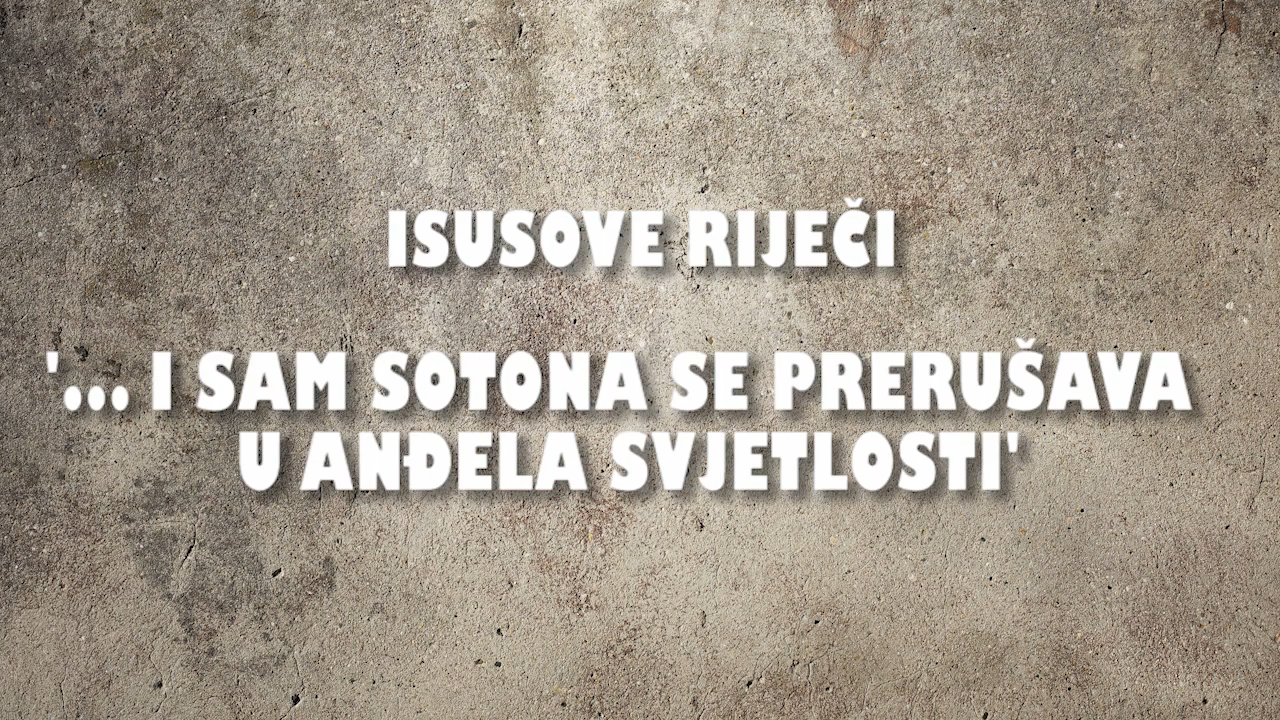 ISUSOVE RIJEČI
'... I SAM SOTONA SE PRERUŠAVA
U ANĐELA SVJETLOSTI'